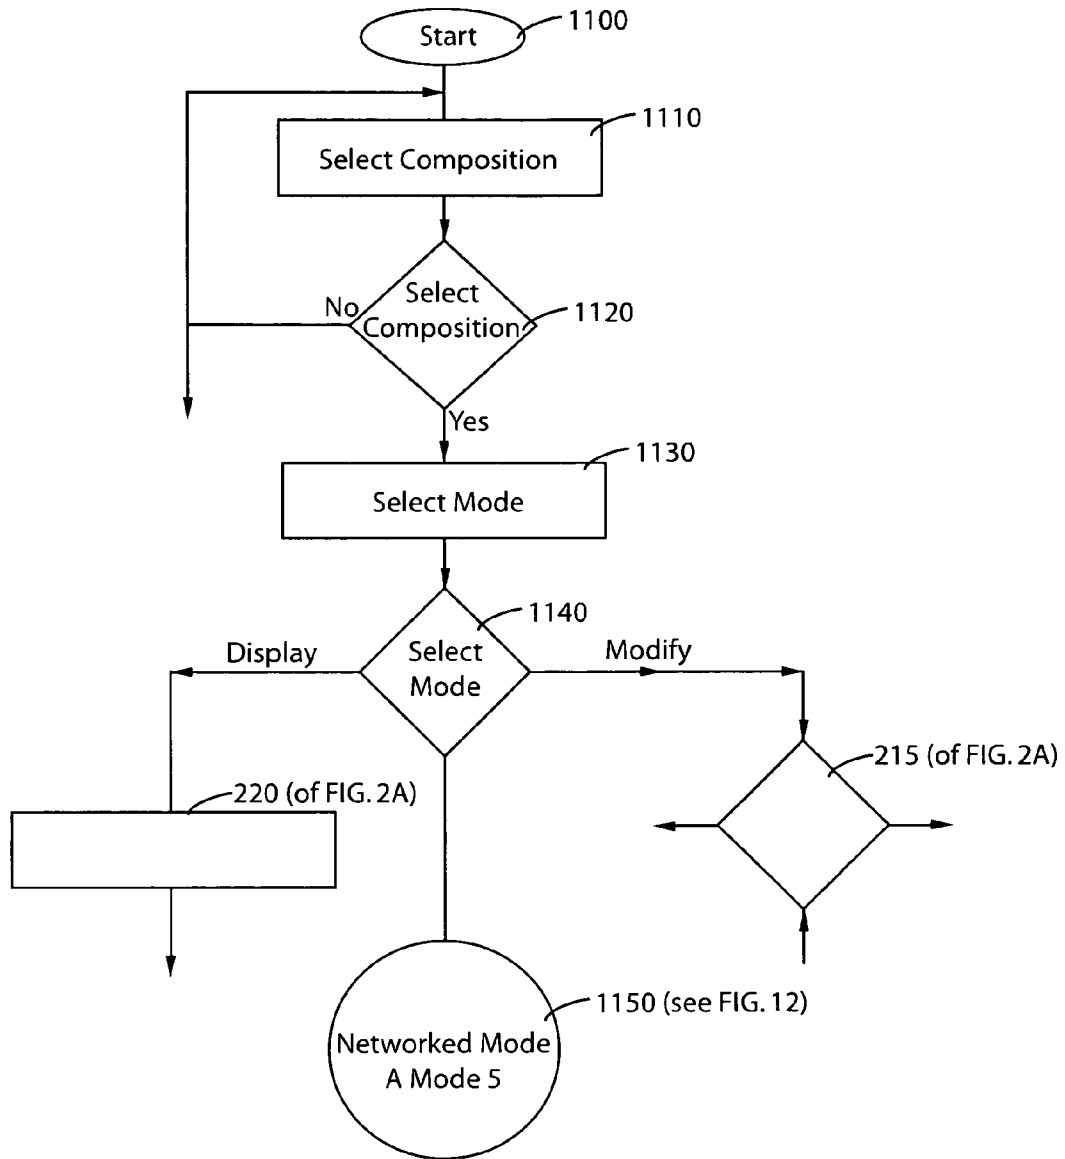 Start
1100
1110
Select Composition
Select
Composition
1120
No
Yes
1130
Select Mode
1140
Select
Mode
Display
Modify
220 (of FIG. 2A)
215 (of FIG. 2A)
1150 (see FIG. 12)
Networked Mode
A Mode 5